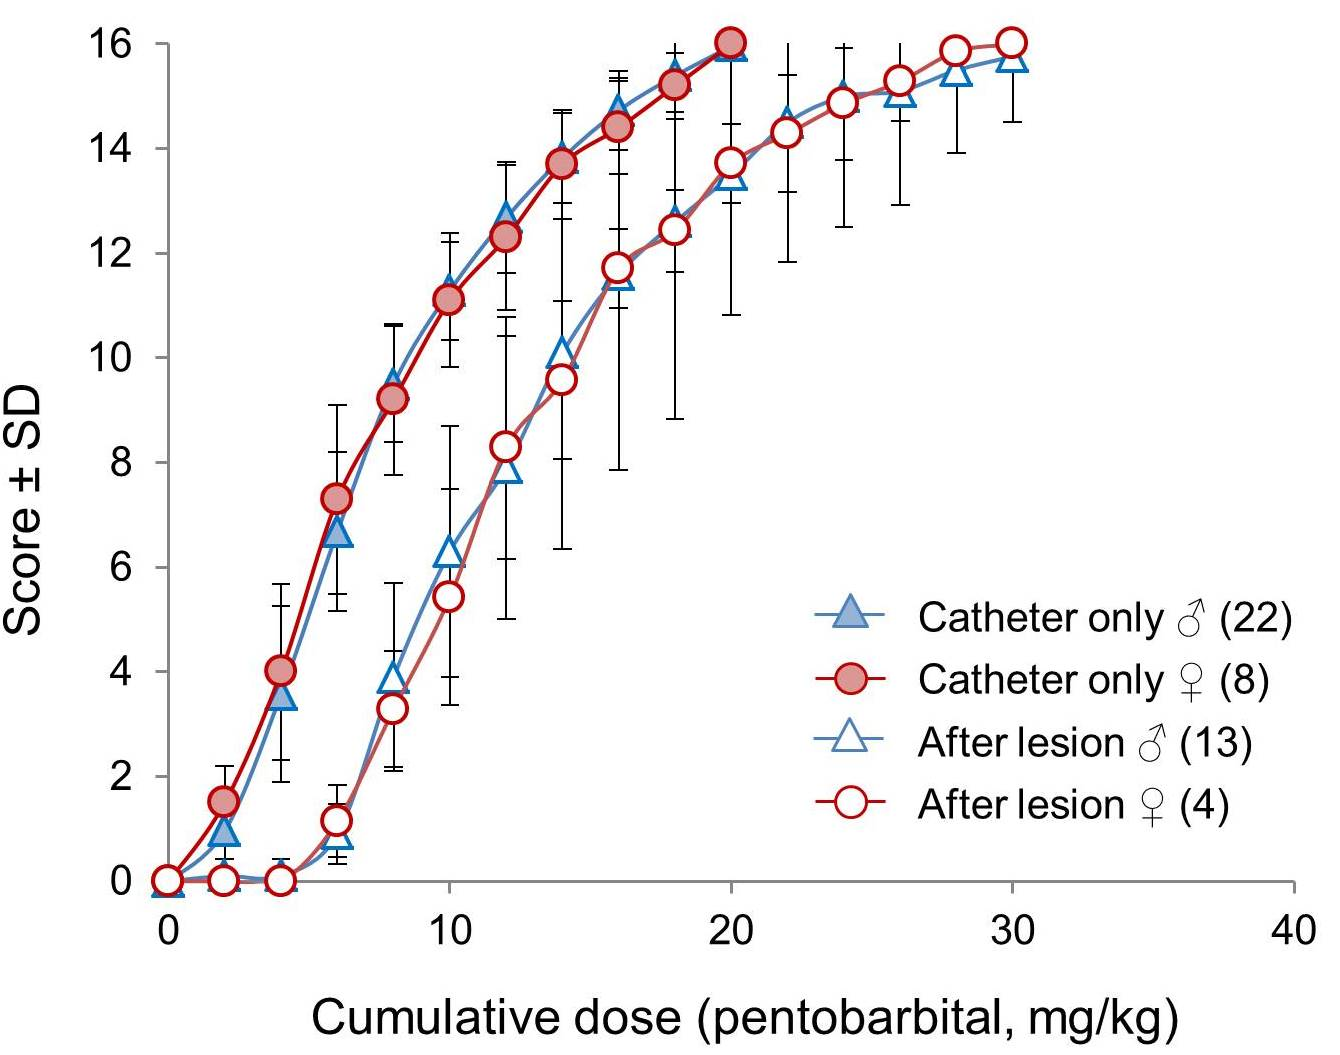 16
14
12
10
8
6
4
2
0
Score ± SD
Catheter only ♂ (22)
Catheter only ♀ (8)
After lesion ♂ (13)
After lesion ♀ (4)
0 10 20 30 40
Cumulative dose (pentobarbital, mg/kg)